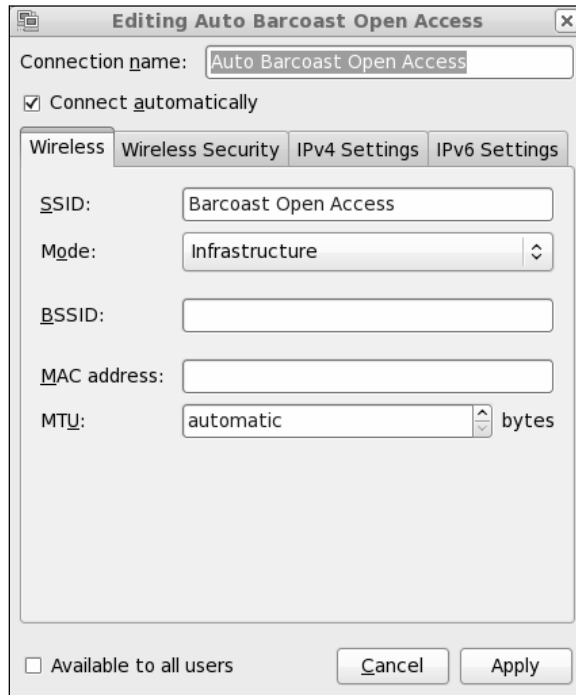 Editing Auto Barcoast Open Access
Connection name: Auto Barcoast Open Access
Connect automatically
Wireless Wireless Security IPv4 Settings IPv6 Settings
SSID: Barcoast Open Access
Mode: Infrastructure
BSSID:
MAC address:
MTU: automatic bytes
Available to all users Cancel Apply